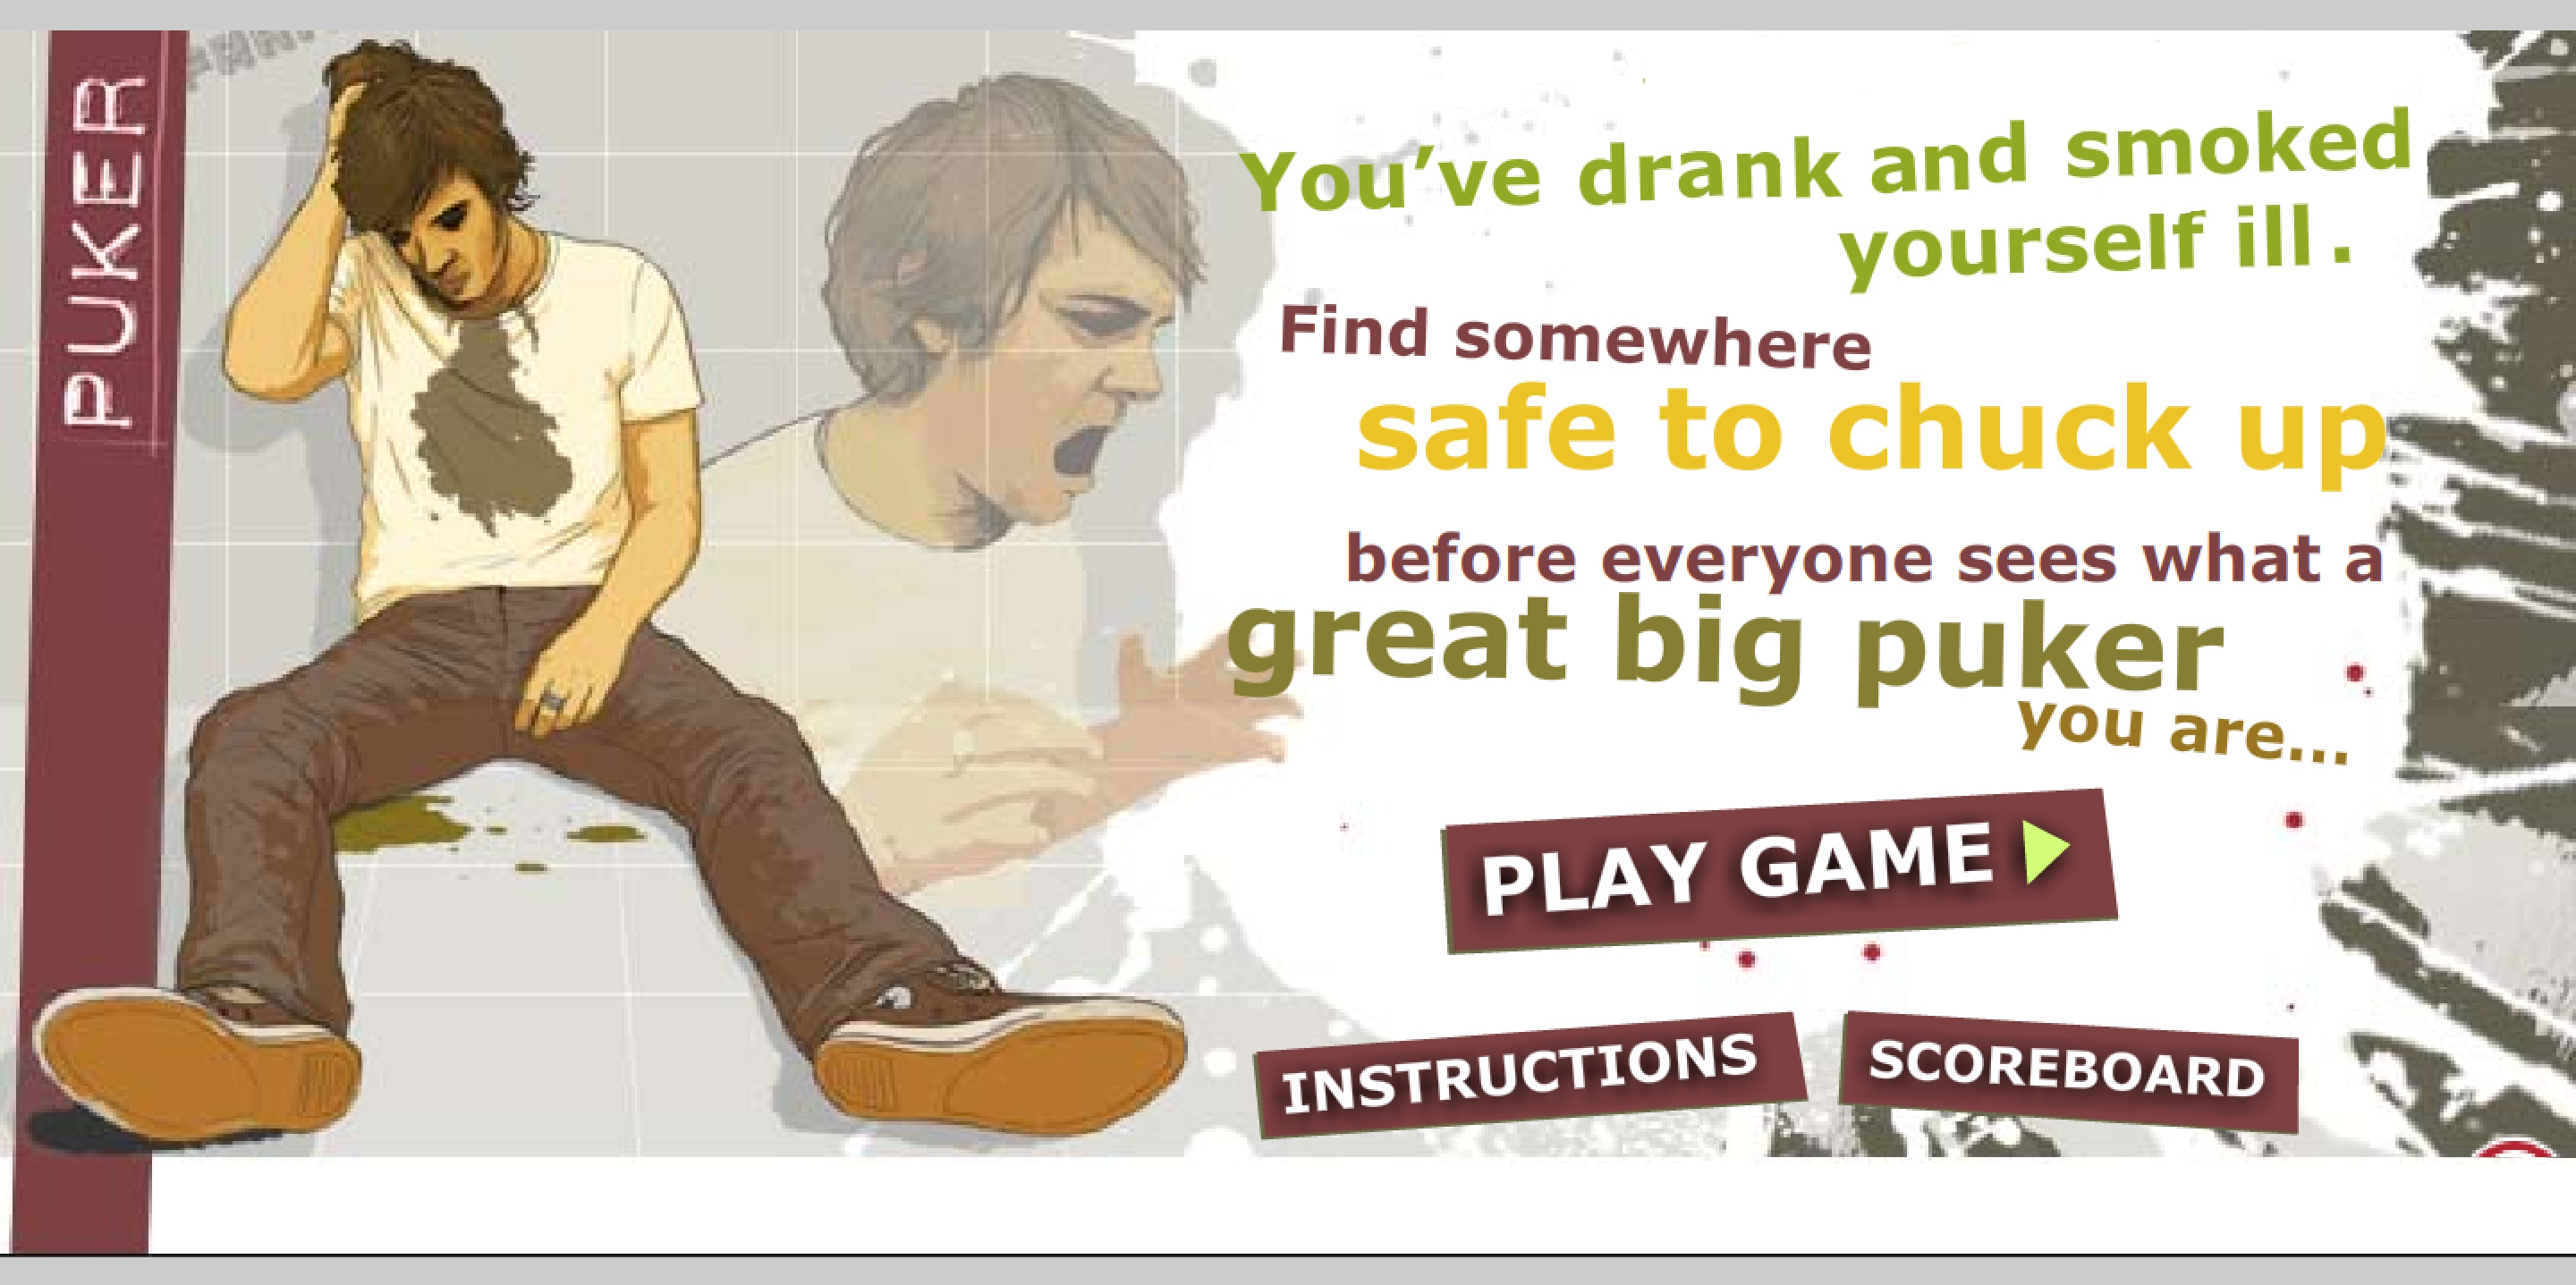 PUKER
You’ve drank and smoked
yourself ill.
Find somewhere
safe to chuck up
before everyone sees what a
great big puker
you are...
PLAY GAME
INSTRUCTIONS
SCOREBOARD